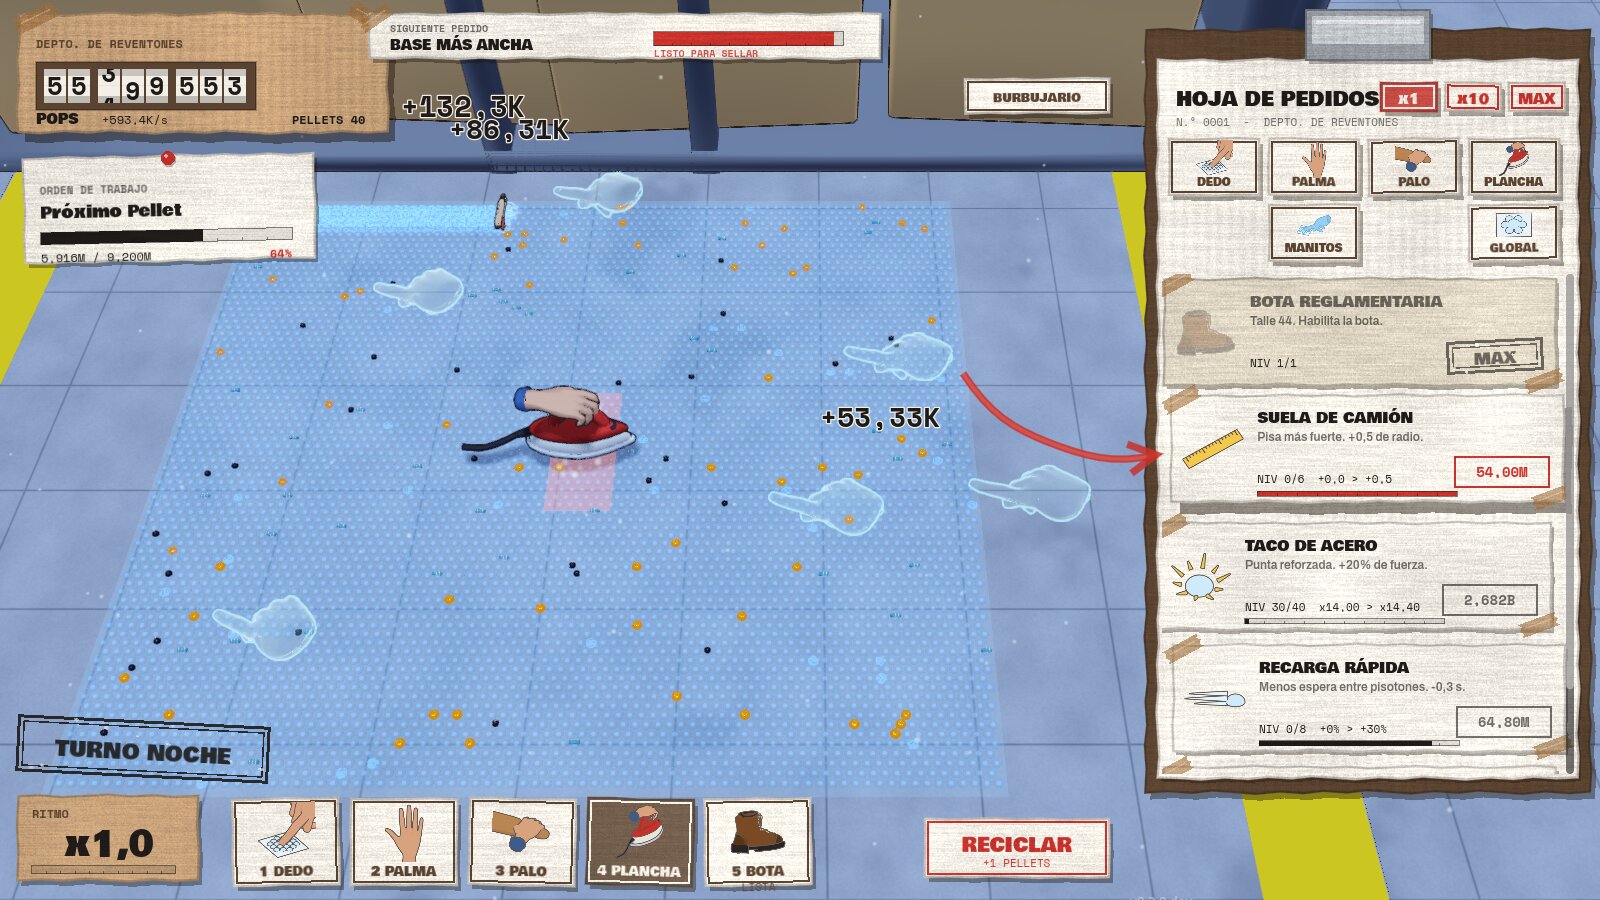 DEPTO. DE REVENTONES
POPS +593.4K/s PELLETS 40
SIGUIENTE PEDIDO
BASE MÁS ANCHA
LISTO PARA SELLAR
+132,3K
+86,31K
BURBUJARIO
ORDEN DE TRABAJO
Próximo Pellet
5.916M / 9.200M 64%
+53,33K
HOJA DE PEDIDOS x1 x10 MAX
N.° 0001 - DEPTO. DE REVENTONES
DEDO PALMA PALO PLANCHA
MANITOS GLOBAL
BOTA REGLAMENTARIA
Talle 44. Habilita la bota.
NIV 1/1 MAX
SUELA DE CAMIÓN
Pisa más fuerte. +0,5 de radio.
NIV 0/6 +0,0 > +0,5 54,00M
TACO DE ACERO
Punta reforzada. +20% de fuerza.
NIV 30/40 x14,00 > x14,40 2,682B
RECARGA RÁPIDA
Menos espera entre pisotones. -0,3 s.
NIV 0/8 +0% > +30% 64,80M
TURNO NOCHE
RITMO
x1,0
1 DEDO 2 PALMA 3 PALO 4 PLANCHA 5 BOTA
LISTA
RECICLAR
+1 PELLETS